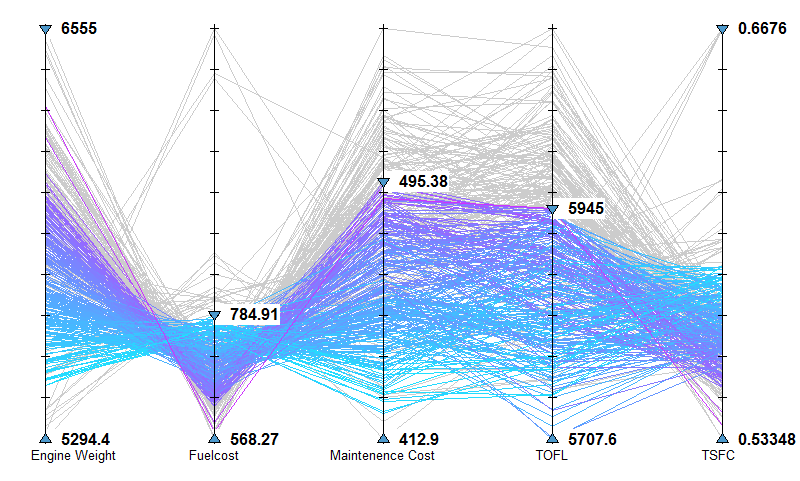 6555
0.6676
495.38
5945
784.91
5294.4
568.27
412.9
5707.6
0.53348
Engine Weight
Fuelcost
Maintenence Cost
TOFL
TSFC